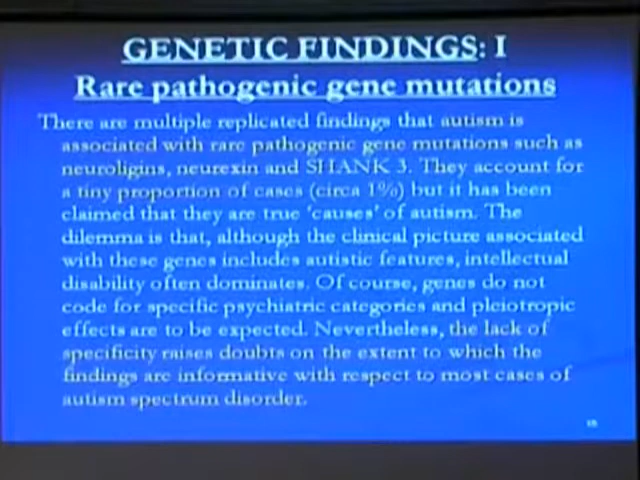 GENETIC FINDINGS: I
Rare pathogenic gene mutations
There are multiple replicated findings that autism is
associated with rare pathogenic gene mutations such as
neuroligins, neurexin and SHANK 3. They account for
a tiny proportion of cases (circa 1%) but it has been
claimed that they are true 'causes' of autism. The
dilemma is that, although the clinical picture associated
with these genes includes autistic features, intellectual
disability often dominates. Of course, genes do not
code for specific psychiatric categories and pleiotropic
effects are to be expected. Nevertheless, the lack of
specificity raises doubts on the extent to which the
findings are informative with respect to most cases of
autism spectrum disorder.